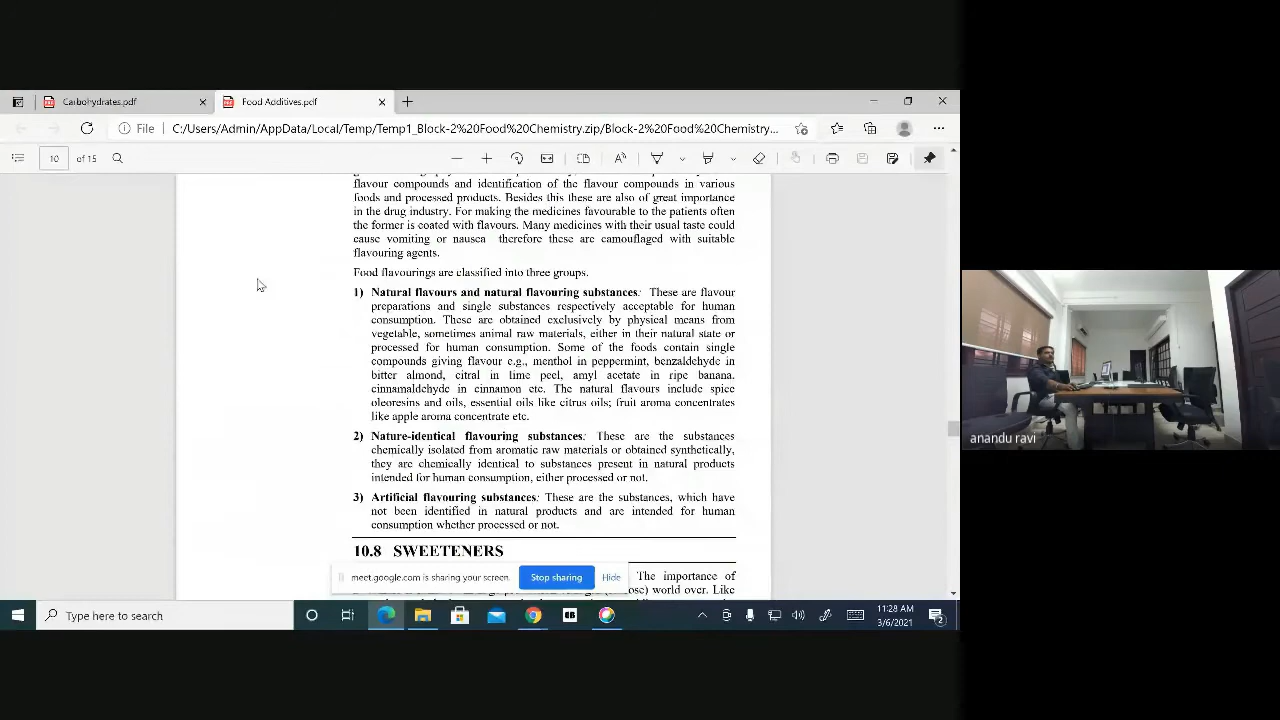 Carbohydrates.pdf
Food Additives.pdf
File
C:/Users/Admin/AppData/Local/Temp/Temp1_Block-2%20Food%20Chemistry.zip/Block-2%20Food%20Chemistry...
10 of 15
flavour compounds and identification of the flavour compounds in various
foods and processed products. Besides this these are also of great importance
in the drug industry. For making the medicines favourable to the patients often
the former is coated with flavours. Many medicines with their usual taste could
cause vomiting or nausea therefore these are camouflaged with suitable
flavouring agents.
Food flavourings are classified into three groups.
1) Natural flavours and natural flavouring substances: These are flavour
preparations and single substances respectively acceptable for human
consumption. These are obtained exclusively by physical means from
vegetable, sometimes animal raw materials, either in their natural state or
processed for human consumption. Some of the foods contain single
compounds giving flavour e.g., menthol in peppermint, benzaldehyde in
bitter almond, citral in lime peel, amyl acetate in ripe banana.
cinnamaldehyde in cinnamon etc. The natural flavours include spice
oleoresins and oils, essential oils like citrus oils; fruit aroma concentrates
like apple aroma concentrate etc.
2) Nature-identical flavouring substances: These are the substances
chemically isolated from aromatic raw materials or obtained synthetically,
they are chemically identical to substances present in natural products
intended for human consumption, either processed or not.
3) Artificial flavouring substances: These are the substances, which have
not been identified in natural products and are intended for human
consumption whether processed or not.
10.8 SWEETENERS
The importance of
world over. Like
meet.google.com is sharing your screen.
Stop sharing
Hide
anandu ravi
Type here to search
11:28 AM
3/6/2021
2